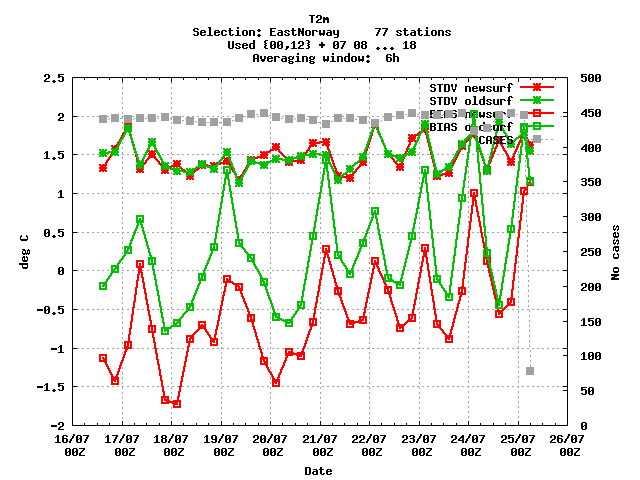 T2m
Selection: EastNorway 77 stations
Used {00,12} + 07 08 ... 18
Averaging window: 6h
STDV newsurf
STDV oldsurf
BIAS newsurf
BIAS oldsurf
CASES
deg C
2.5
2
1.5
1
0.5
0
-0.5
-1
-1.5
-2
No cases
500
450
400
350
300
250
200
150
100
50
0
16/07 17/07 18/07 19/07 20/07 21/07 22/07 23/07 24/07 25/07 26/07
00Z 00Z 00Z 00Z 00Z 00Z 00Z 00Z 00Z 00Z 00Z
Date